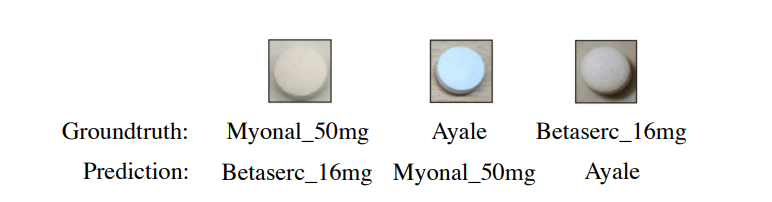 Groundtruth: Myonal_50mg Ayale Betaserc_16mg
Prediction: Betaserc_16mg Myonal_50mg Ayale